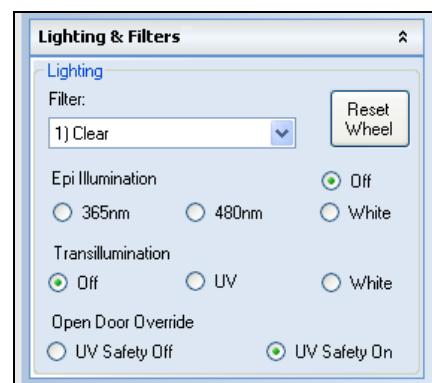 Lighting & Filters
Lighting
Filter:
1) Clear
Reset
Wheel
Epi Illumination
Off
365nm 480nm White
Transillumination
Off UV White
Open Door Override
UV Safety Off UV Safety On